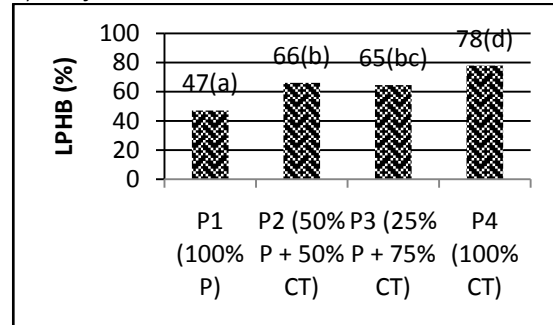 LPHB (%)
100
80
60
40
20
0
47(a)
66(b)
65(bc)
78(d)
P1
(100%
P)
P2 (50%
P + 50%
CT)
P3 (25%
P + 75%
CT)
P4
(100%
CT)